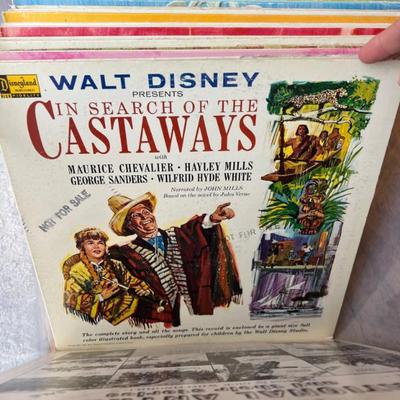 Disneyland
WALT DISNEY
PRESENTS
IN SEARCH OF THE
CASTAWAYS
with
MAURICE CHEVALIER · HAYLEY MILLS
GEORGE SANDERS · WILFRID HYDE WHITE
Narrated by JOHN MILLS
Based on the novel by Jules Verne
NOT FOR SALE
NOT FOR
The complete story and all the songs. This record is enclosed in a giant size full
color illustrated book, especially prepared for children by the Walt Disney Studio.